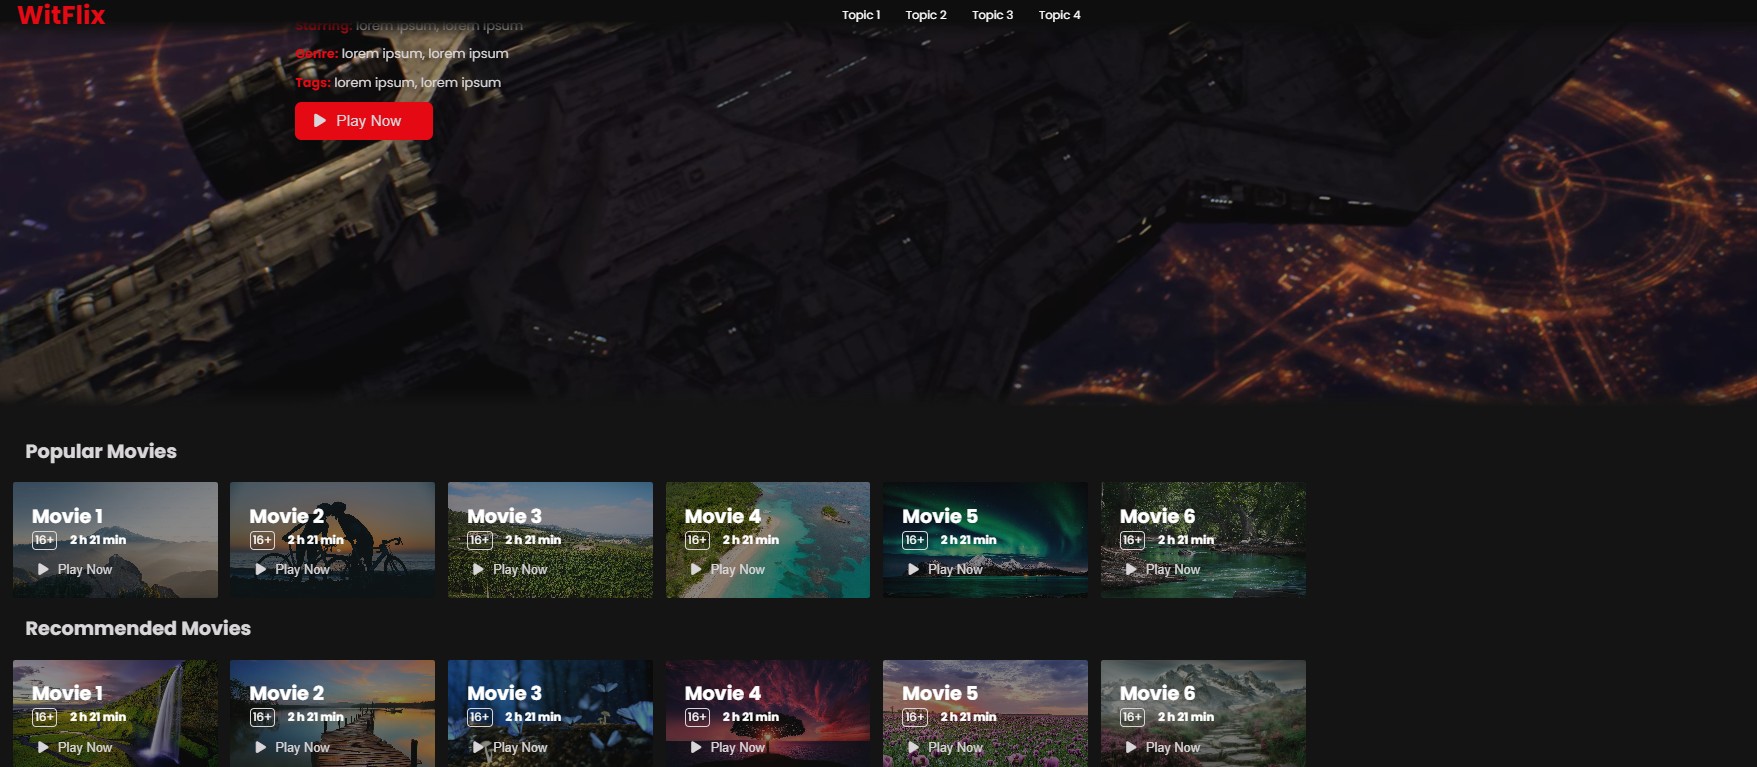 WitFlix
Topic 1 Topic 2 Topic 3 Topic 4
Starring: lorem ipsum, lorem ipsum
Genre: lorem ipsum, lorem ipsum
Tags: lorem ipsum, lorem ipsum
Play Now
Popular Movies
Movie 1 Movie 2 Movie 3 Movie 4 Movie 5 Movie 6
16+ 2 h 21 min 16+ 2 h 21 min 16+ 2 h 21 min 16+ 2 h 21 min 16+ 2 h 21 min 16+ 2 h 21 min
Play Now Play Now Play Now Play Now Play Now Play Now
Recommended Movies
Movie 1 Movie 2 Movie 3 Movie 4 Movie 5 Movie 6
16+ 2 h 21 min 16+ 2 h 21 min 16+ 2 h 21 min 16+ 2 h 21 min 16+ 2 h 21 min 16+ 2 h 21 min
Play Now Play Now Play Now Play Now Play Now Play Now